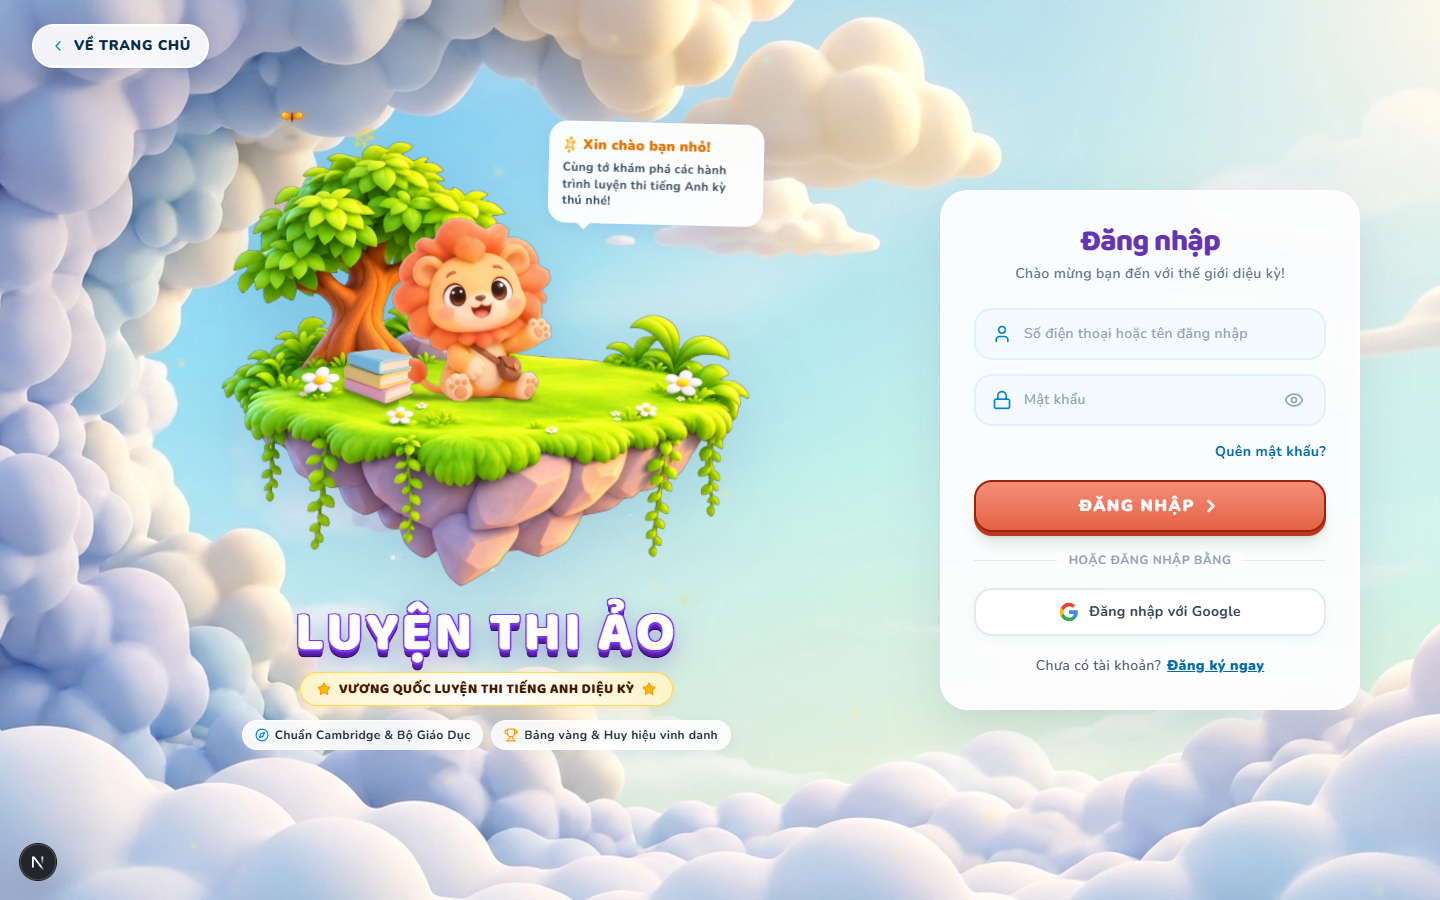 VỀ TRANG CHỦ
Xin chào bạn nhỏ!
Cùng tớ khám phá các hành
trình luyện thi tiếng Anh kỳ
thú nhé!
LUYỆN THI ẢO
VƯƠNG QUỐC LUYỆN THI TIẾNG ANH DIỆU KỲ
Chuẩn Cambridge & Bộ Giáo Dục
Bảng vàng & Huy hiệu vinh danh
Đăng nhập
Chào mừng bạn đến với thế giới diệu kỳ!
Số điện thoại hoặc tên đăng nhập
Mật khẩu
Quên mật khẩu?
ĐĂNG NHẬP
HOẶC ĐĂNG NHẬP BẰNG
Đăng nhập với Google
Chưa có tài khoản? Đăng ký ngay
N